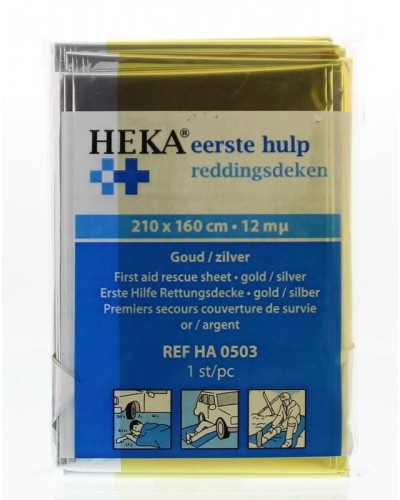 HEKA® eerste hulp
reddingsdeken
210 x 160 cm • 12 mµ
Goud / zilver
First aid rescue sheet • gold / silver
Erste Hilfe Rettungsdecke • gold / silber
Premiers secours couverture de survie
or / argent
REF HA 0503
1 st/pc